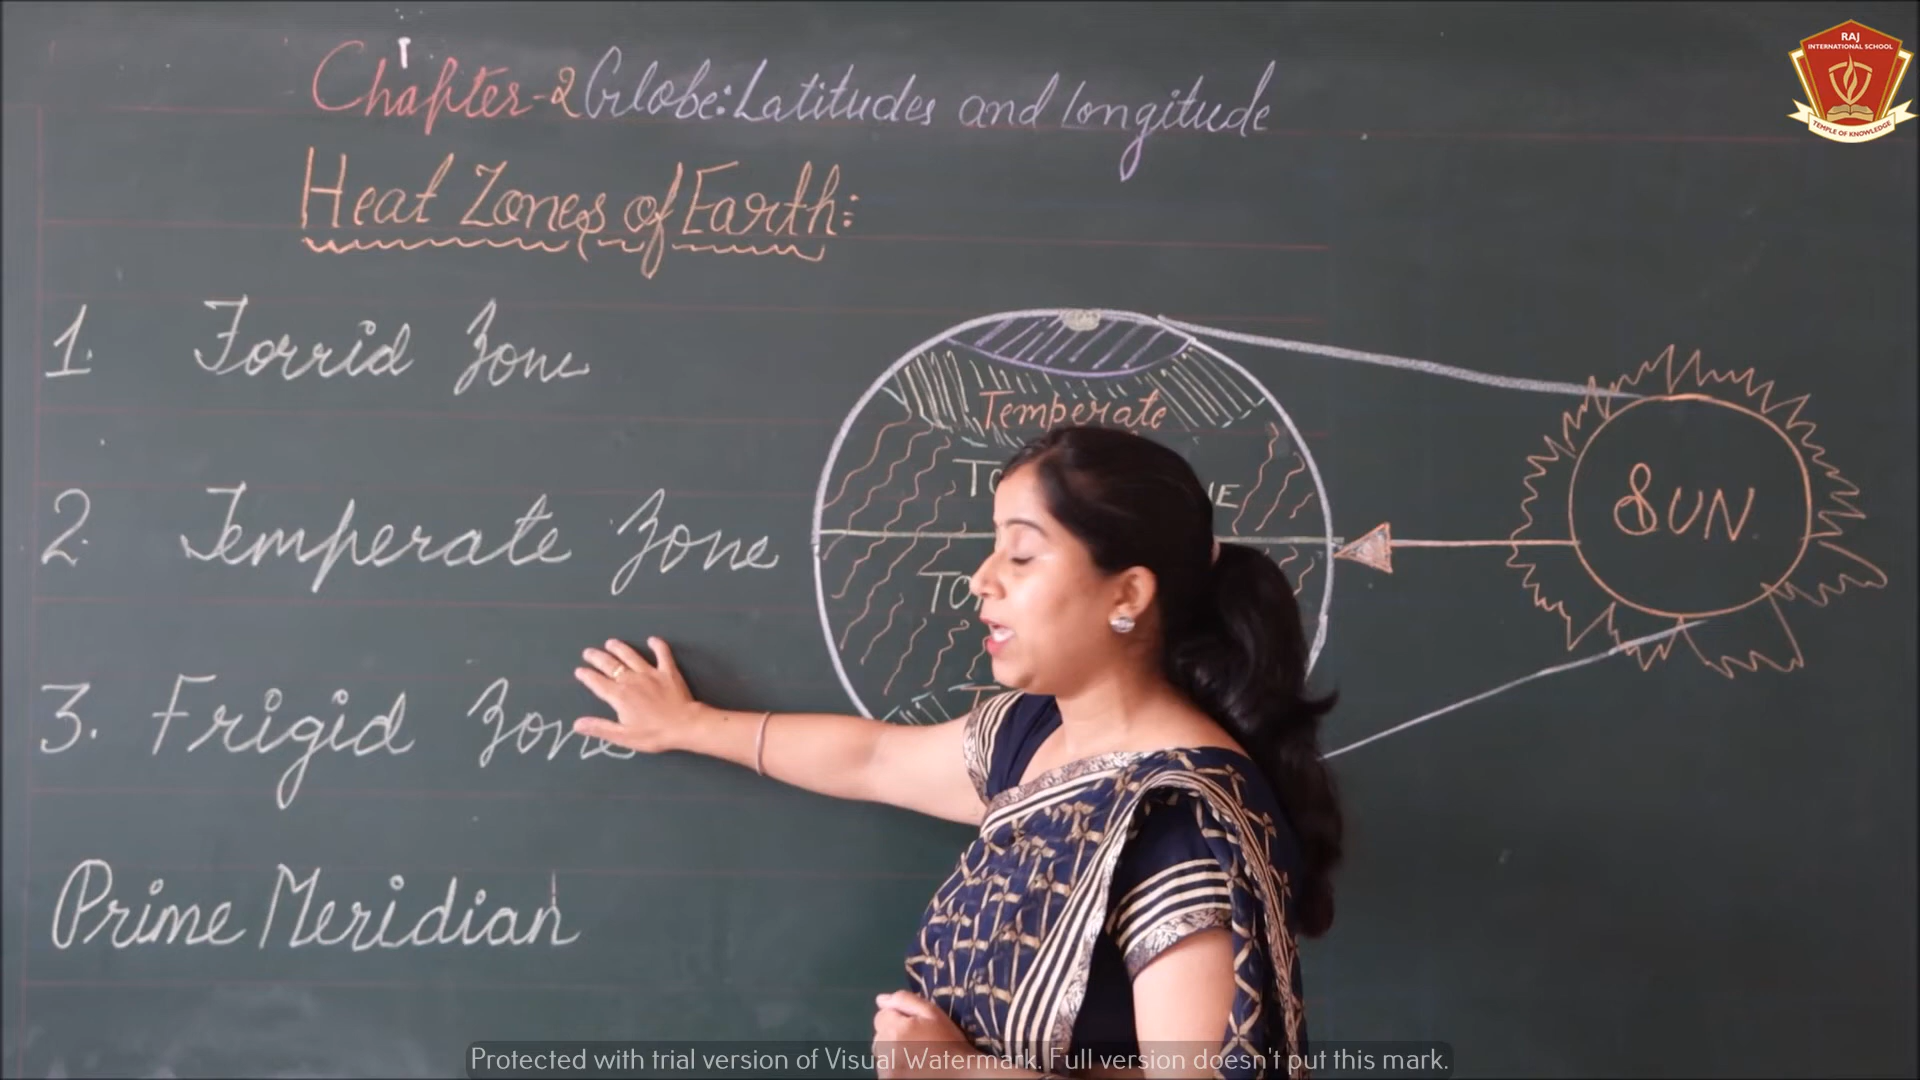 Chapter-2 Globe: Latitudes and longitude
Heat Zones of Earth:
1. Torrid Zone
2. Temperate Zone
3. Frigid Zone
Prime Meridian
Temperate
SUN
RAJ
INTERNATIONAL SCHOOL
TEMPLE OF KNOWLEDGE
Protected with trial version of Visual Watermark. Full version doesn't put this mark.